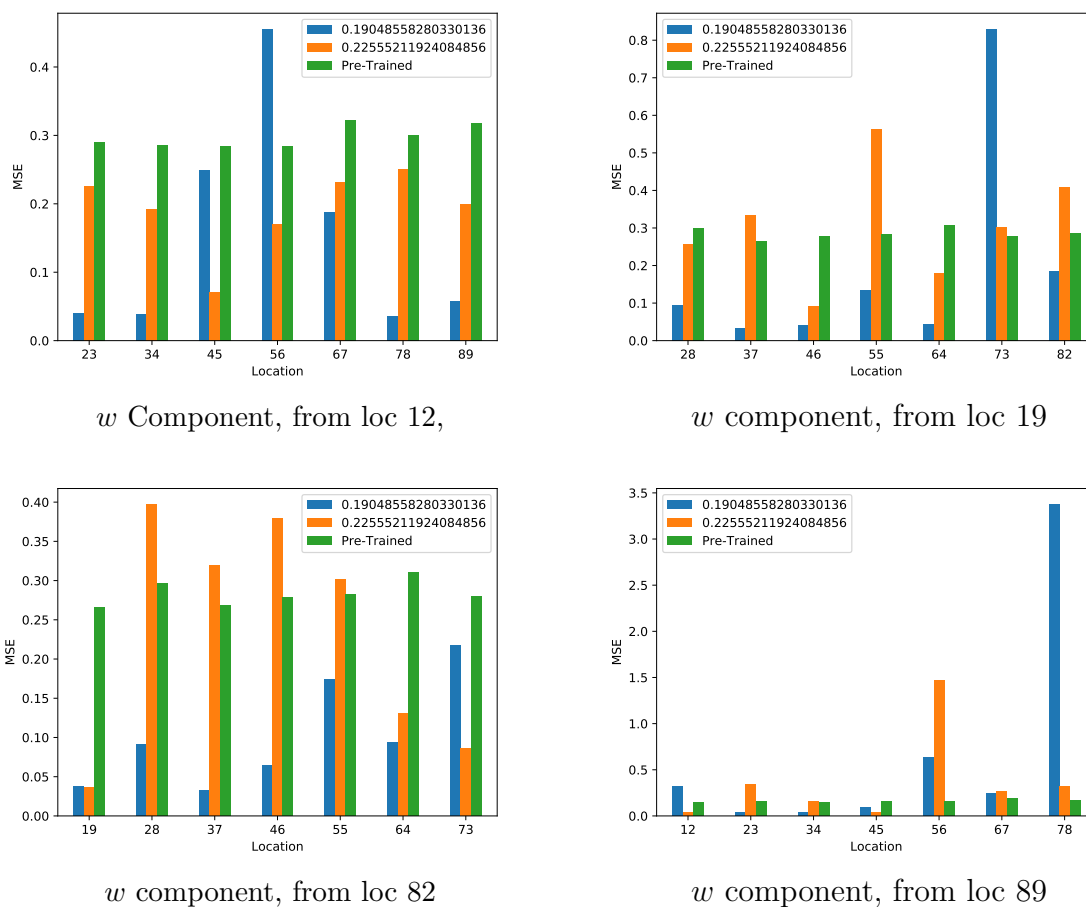 0.19048558280330136
0.22555211924084856
Pre-Trained
MSE
0.4
0.3
0.2
0.1
0.0
23 34 45 56 67 78 89
Location
w Component, from loc 12,
0.19048558280330136
0.22555211924084856
Pre-Trained
MSE
0.8
0.7
0.6
0.5
0.4
0.3
0.2
0.1
0.0
28 37 46 55 64 73 82
Location
w component, from loc 19
0.19048558280330136
0.22555211924084856
Pre-Trained
MSE
0.40
0.35
0.30
0.25
0.20
0.15
0.10
0.05
0.00
19 28 37 46 55 64 73
Location
w component, from loc 82
0.19048558280330136
0.22555211924084856
Pre-Trained
MSE
3.5
3.0
2.5
2.0
1.5
1.0
0.5
0.0
12 23 34 45 56 67 78
Location
w component, from loc 89